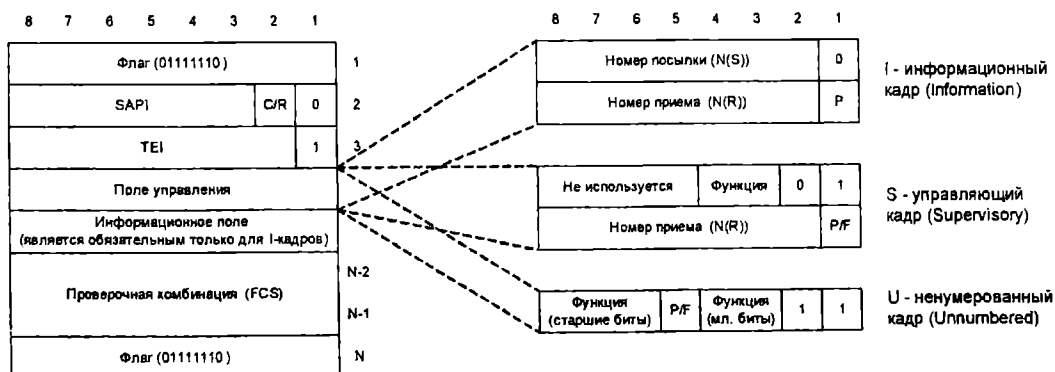 8 7 6 5 4 3 2 1
Флаг (01111110) 1
SAPI C/R 0 2
TEI 1 3
Поле управления
Информационное поле
(является обязательным только для I-кадров)
Проверочная комбинация (FCS)
N-2
N-1
Флаг (01111110) N
8 7 6 5 4 3 2 1
Номер посылки (N(S)) 0
Номер приема (N(R)) P
I - информационный
кадр (Information)
Не используется Функция 0 1
Номер приема (N(R)) P/F
S - управляющий
кадр (Supervisory)
Функция
(старшие биты)
P/F
Функция
(мл. биты)
1 1
U - ненумерованный
кадр (Unnumbered)